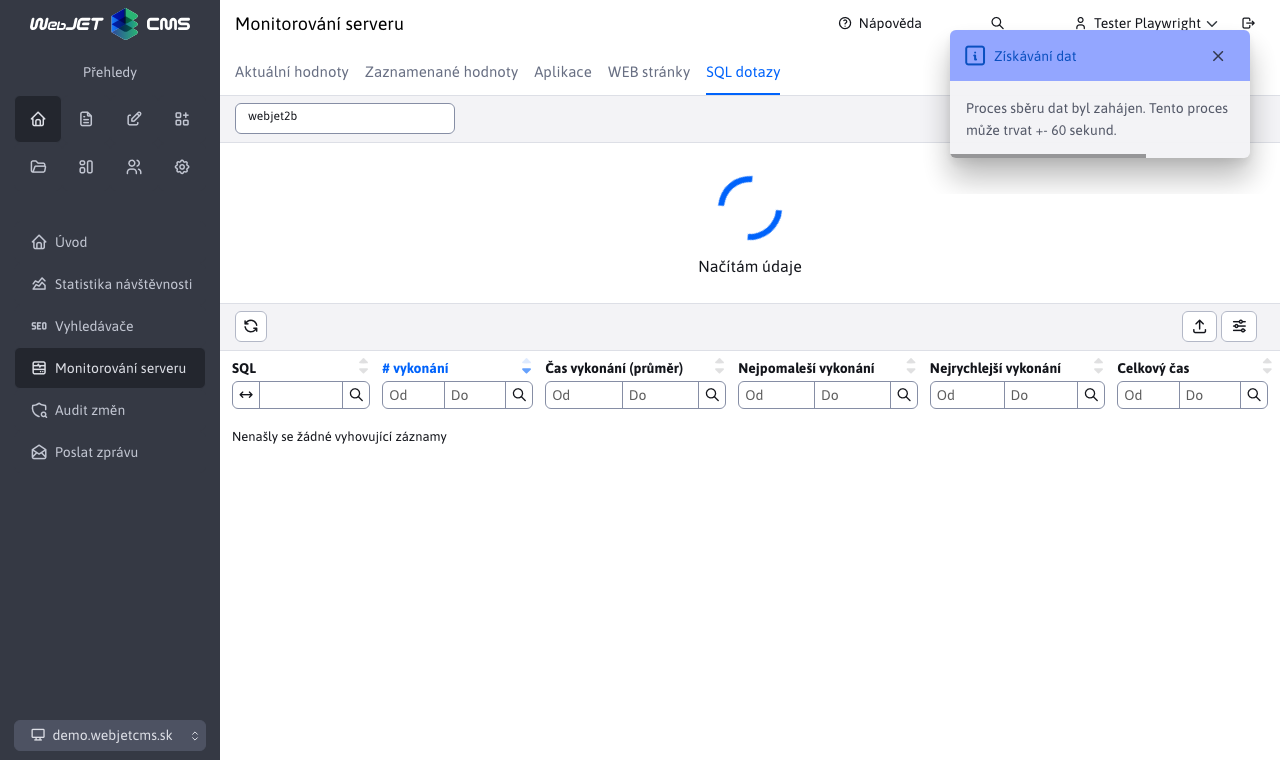 WebJET CMS
Monitorování serveru
Nápověda
Tester Playwright
Přehledy
Aktuální hodnoty
Zaznamenané hodnoty
Aplikace
WEB stránky
SQL dotazy
Získávání dat
Proces sběru dat byl zahájen. Tento proces
může trvat +- 60 sekund.
webjet2b
Úvod
Statistika návštěvnosti
SEO Vyhledávače
Monitorování serveru
Audit změn
Poslat zprávu
Načítám údaje
SQL
# vykonání
Čas vykonání (průměr)
Nejpomaleší vykonání
Nejrychlejší vykonání
Celkový čas
Od Do Od Do Od Do Od Do Od Do
Nenašly se žádné vyhovující záznamy
demo.webjetcms.sk